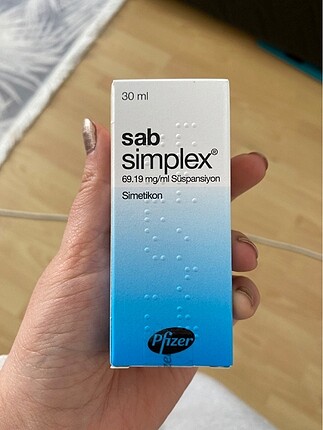 30 ml
sab
simplex®
69.19 mg/ml Süspansiyon
Simetikon
Pfizer